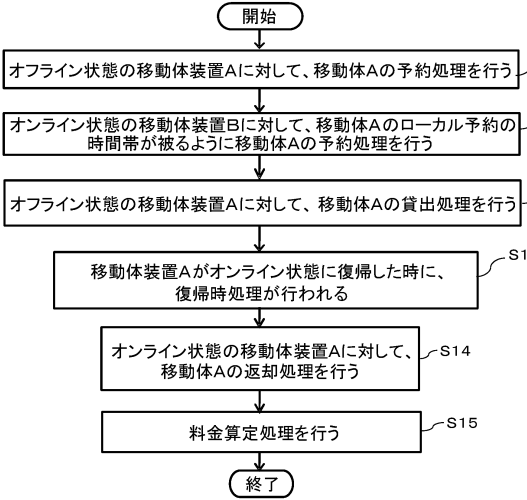 開始
オフライン状態の移動体装置Aに対して、移動体Aの予約処理を行う
オンライン状態の移動体装置Bに対して、移動体Aのローカル予約の
時間帯が被るように移動体Aの予約処理を行う
オフライン状態の移動体装置Aに対して、移動体Aの貸出処理を行う
S1
移動体装置Aがオンライン状態に復帰した時に、
復帰時処理が行われる
S14
オンライン状態の移動体装置Aに対して、
移動体Aの返却処理を行う
S15
料金算定処理を行う
終了